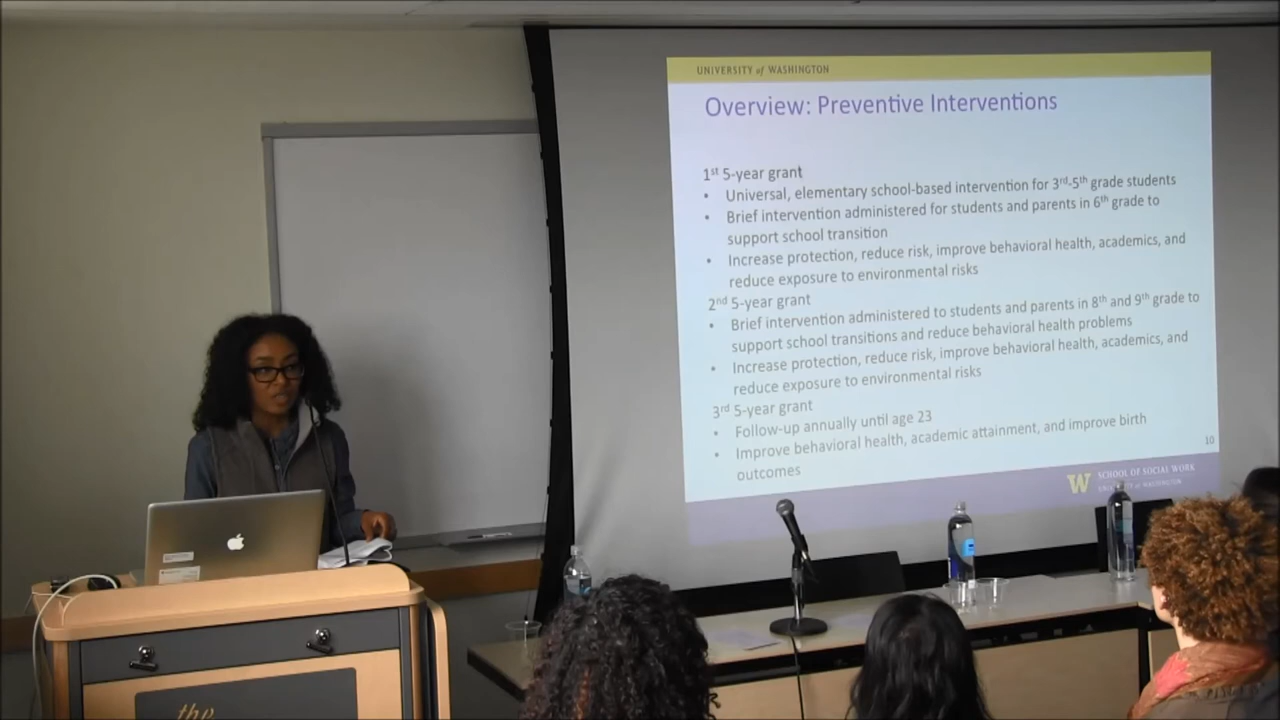 UNIVERSITY of WASHINGTON
Overview: Preventive Interventions
1st 5-year grant
• Universal, elementary school-based intervention for 3rd-5th grade students
• Brief intervention administered for students and parents in 6th grade to
support school transition
• Increase protection, reduce risk, improve behavioral health, academics, and
reduce exposure to environmental risks
2nd 5-year grant
• Brief intervention administered to students and parents in 8th and 9th grade to
support school transitions and reduce behavioral health problems
• Increase protection, reduce risk, improve behavioral health, academics, and
reduce exposure to environmental risks
3rd 5-year grant
• Follow-up annually until age 23
• Improve behavioral health, academic attainment, and improve birth
outcomes
10
W SCHOOL OF SOCIAL WORK
UNIVERSITY of WASHINGTON
the